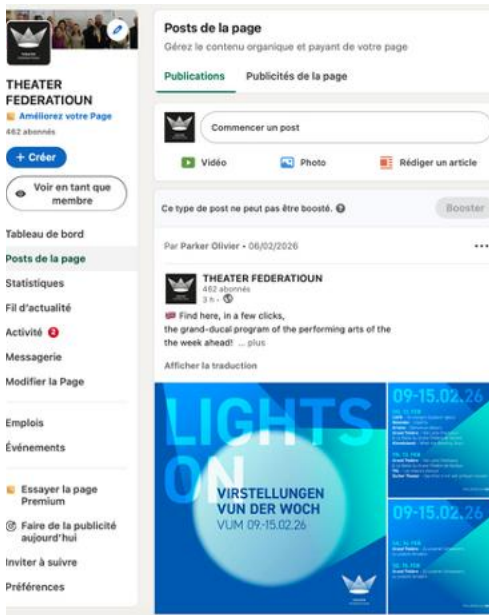 THEATER
FEDERATIOUN
Améliorez votre Page
462 abonnés
+ Créer
Voir en tant que
membre
Tableau de bord
Posts de la page
Statistiques
Fil d'actualité
Activité 2
Messagerie
Modifier la Page
Emplois
Événements
Essayer la page
Premium
Faire de la publicité
aujourd'hui
Inviter à suivre
Préférences
Posts de la page
Gérez le contenu organique et payant de votre page
Publications Publicités de la page
Commencer un post
Vidéo Photo Rédiger un article
Ce type de post ne peut pas être boosté. Booster
Par Parker Olivier • 06/02/2026
THEATER FEDERATIOUN
462 abonnés
3 h •
Find here, in a few clicks,
the grand-ducal program of the performing arts of the
the week ahead! ... plus
Afficher la traduction
LIGHTS
ON
VIRSTELLUNGEN
VUN DER WOCH
VUM 09.-15.02.26
09-15.02.26
09-15.02.26